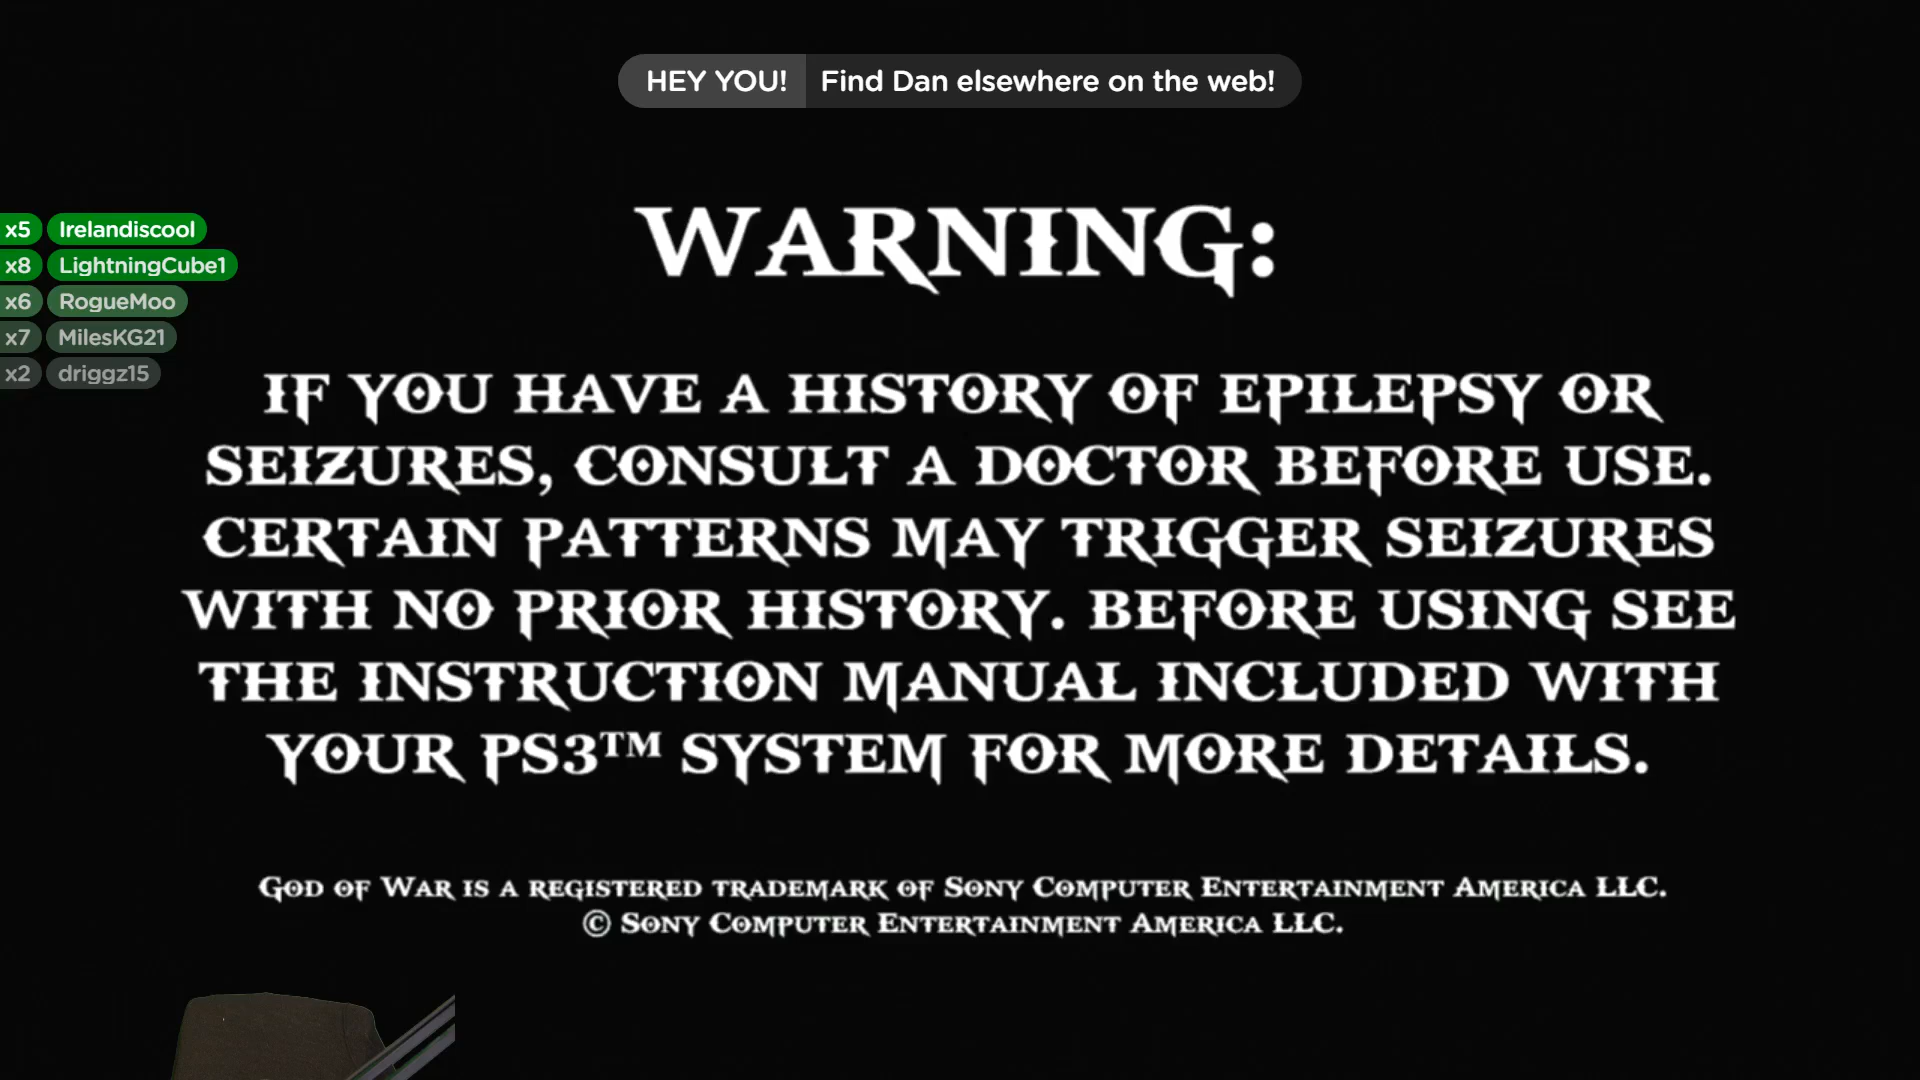 HEY YOU! Find Dan elsewhere on the web!
WARNING:
x5 Irelandiscool
x8 LightningCube1
x6 RogueMoo
x7 MilesKG21
x2 driggz15
IF YOU HAVE A HISTORY OF EPILEPSY OR
SEIZURES, CONSULT A DOCTOR BEFORE USE.
CERTAIN PATTERNS MAY TRIGGER SEIZURES
WITH NO PRIOR HISTORY. BEFORE USING SEE
THE INSTRUCTION MANUAL INCLUDED WITH
YOUR PS3™ SYSTEM FOR MORE DETAILS.
GOD OF WAR IS A REGISTERED TRADEMARK OF SONY COMPUTER ENTERTAINMENT AMERICA LLC.
© SONY COMPUTER ENTERTAINMENT AMERICA LLC.